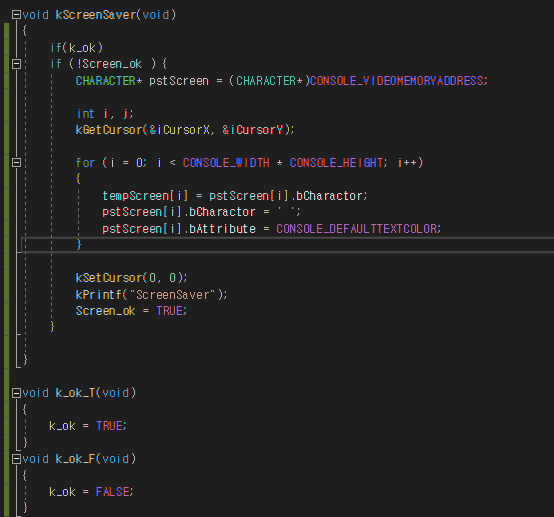 void kScreenSaver(void)
{
    if(k_ok)
    if (!Screen_ok ) {
        CHARACTER* pstScreen = (CHARACTER*)CONSOLE_VIDEOMEMORYADDRESS;

        int i, j;
        kGetCursor(&iCursorX, &iCursorY);

        for (i = 0; i < CONSOLE_WIDTH * CONSOLE_HEIGHT; i++)
        {
            tempScreen[i] = pstScreen[i].bCharactor;
            pstScreen[i].bCharactor = ' ';
            pstScreen[i].bAttribute = CONSOLE_DEFAULTTEXTCOLOR;
        }

        kSetCursor(0, 0);
        kPrintf("ScreenSaver");
        Screen_ok = TRUE;
    }

}

void k_ok_T(void)
{
    k_ok = TRUE;
}
void k_ok_F(void)
{
    k_ok = FALSE;
}